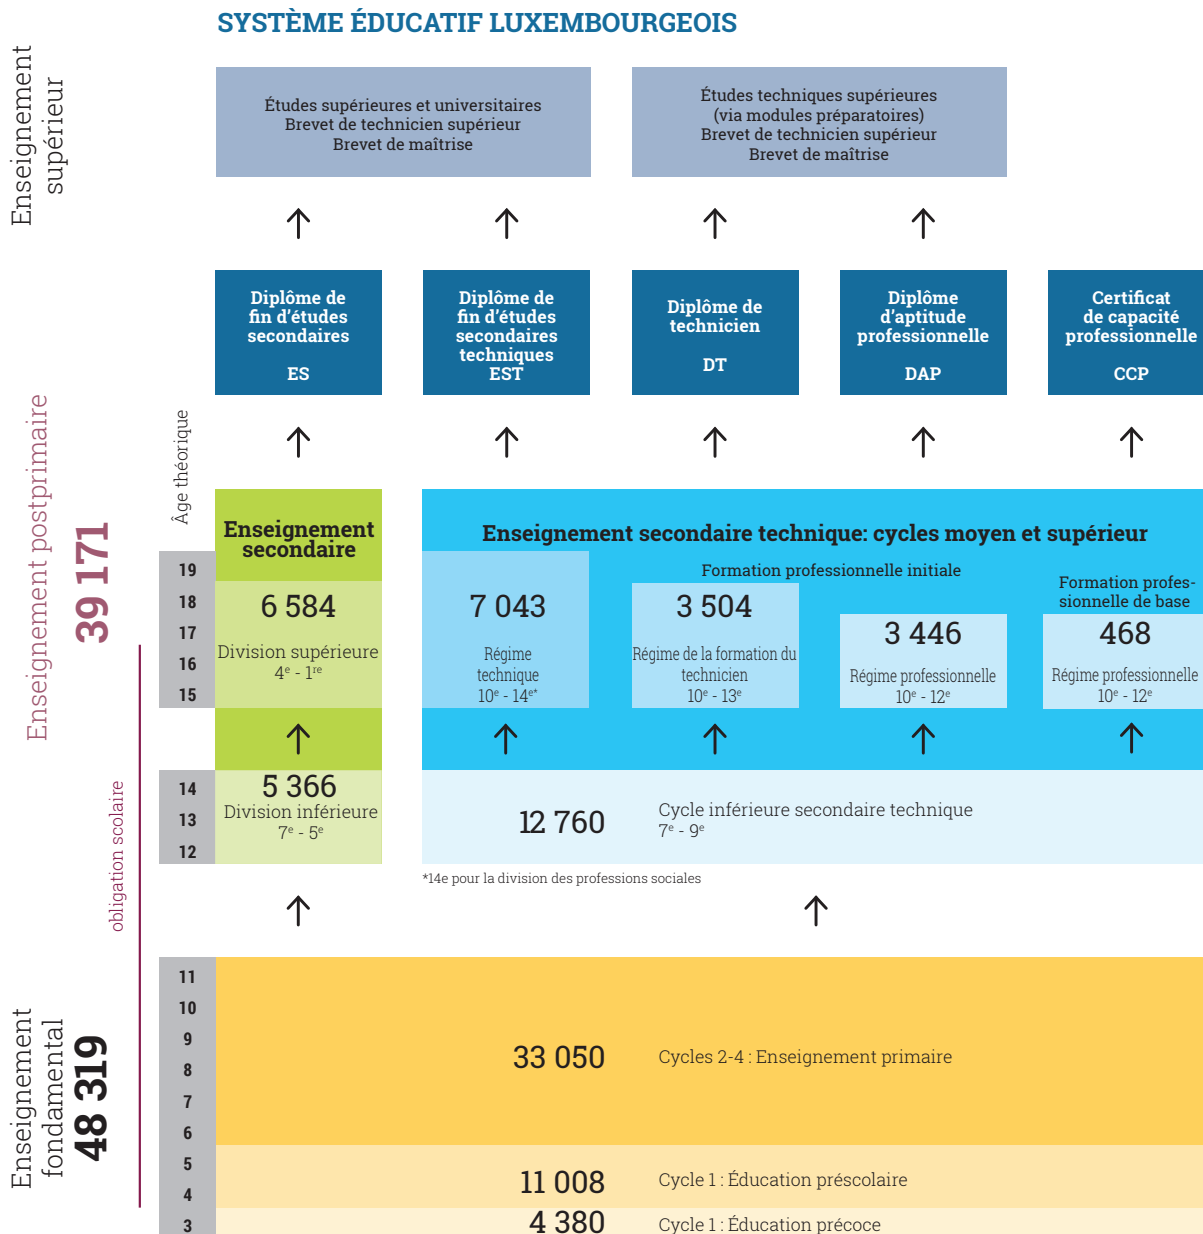 SYSTÈME ÉDUCATIF LUXEMBOURGEOIS
Enseignement
supérieur
Études supérieures et universitaires
Brevet de technicien supérieur
Brevet de maîtrise
Études techniques supérieures
(via modules préparatoires)
Brevet de technicien supérieur
Brevet de maîtrise
Diplôme de
fin d'études
secondaires
ES
Diplôme de
fin d'études
secondaires
techniques
EST
Diplôme de
technicien
DT
Diplôme
d'aptitude
professionnelle
DAP
Certificat
de capacité
professionnelle
CCP
Enseignement postprimaire
39 171
Âge théorique
Enseignement
secondaire
Enseignement secondaire technique: cycles moyen et supérieur
Formation professionnelle initiale
Formation profes-
sionnelle de base
19
18
17
16
15
6 584
Division supérieure
4e - 1re
7 043
Régime
technique
10e - 14e*
3 504
Régime de la formation du
technicien
10e - 13e
3 446
Régime professionnelle
10e - 12e
468
Régime professionnelle
10e - 12e
obligation scolaire
14
13
12
5 366
Division inférieure
7e - 5e
12 760
Cycle inférieure secondaire technique
7e - 9e
*14e pour la division des professions sociales
Enseignement
fondamental
48 319
11
10
9
8
7
6
5
4
3
33 050
Cycles 2-4 : Enseignement primaire
11 008
Cycle 1 : Éducation préscolaire
4 380
Cycle 1 : Éducation précoce